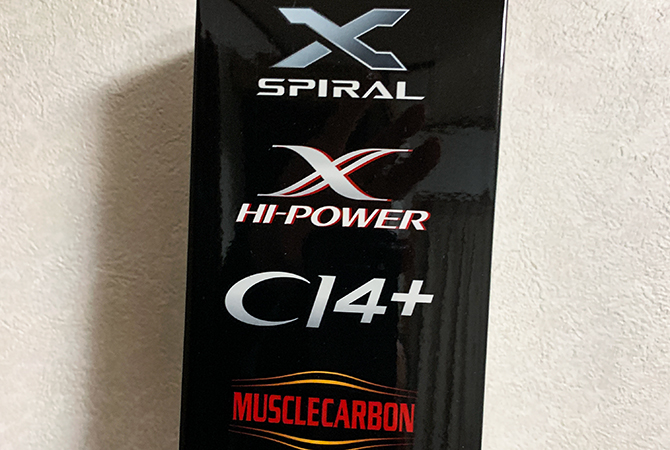 X
SPIRAL
X
HI-POWER
CI4+
MUSCLECARBON